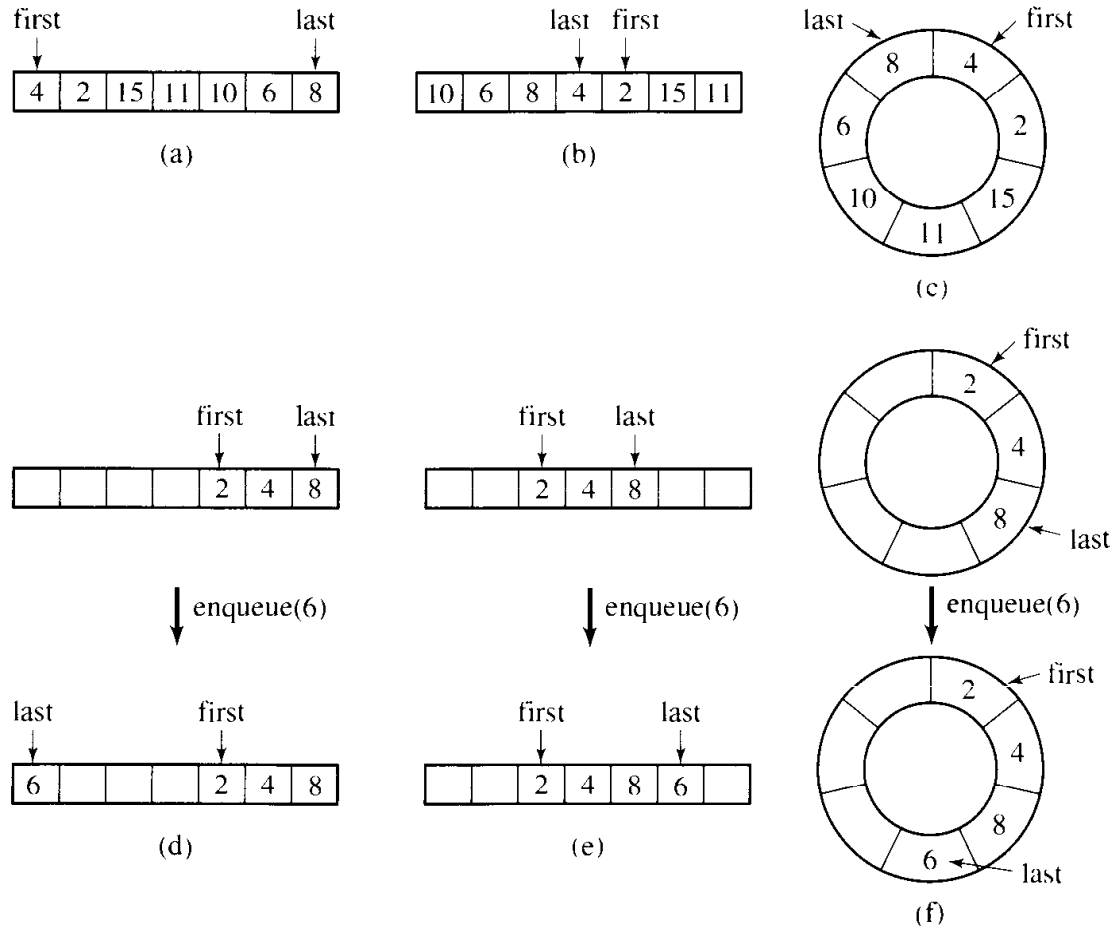 first last
4 2 15 11 10 6 8
(a)
last first
10 6 8 4 2 15 11
(b)
last first
8 4
6 2
10 15
11
(c)
first last
2 4 8
enqueue(6)
last first
6 2 4 8
(d)
first last
2 4 8
enqueue(6)
first last
2 4 8 6
(e)
first
2
4
8
last
enqueue(6)
first
2
4
8
6
last
(f)